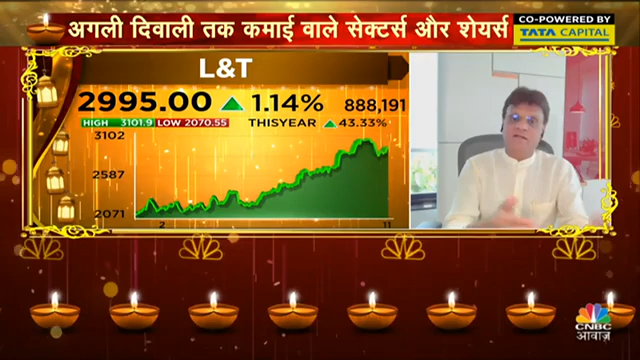 अगली दिवाली तक कमाई वाले सेक्टर्स और शेयर्स
CO-POWERED BY
TATA CAPITAL
L&T
2995.00 1.14% 888,191
HIGH 3101.9 LOW 2070.55 THISYEAR 43.33%
3102
2587
2071
2 11
CNBC
आवाज़